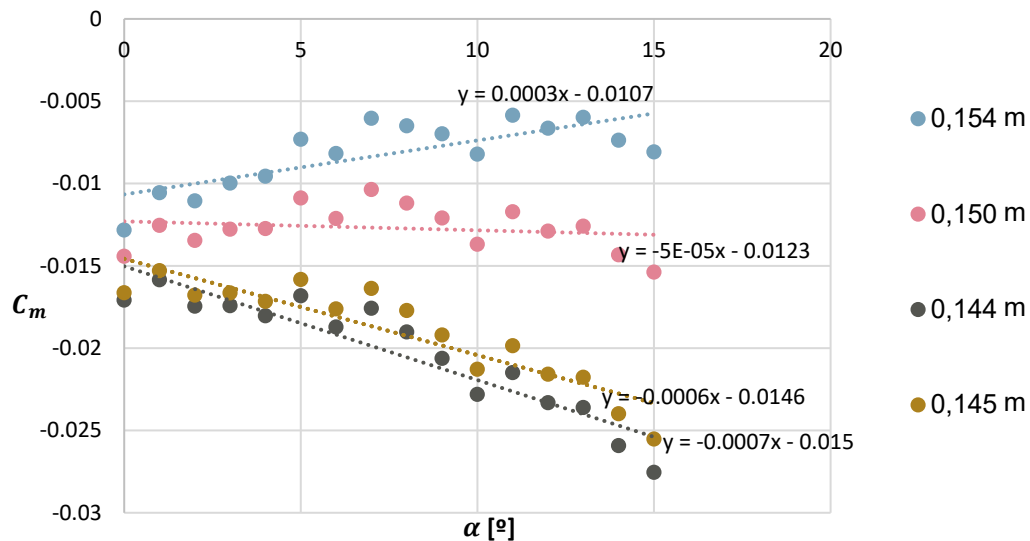 0
0 5 10 15 20
y = 0.0003x - 0.0107
-0.005
0,154 m
-0.01
0,150 m
y = -5E-05x - 0.0123
-0.015
C_m
0,144 m
-0.02
y = -0.0006x - 0.0146
0,145 m
-0.025
y = -0.0007x - 0.015
-0.03
α [º]